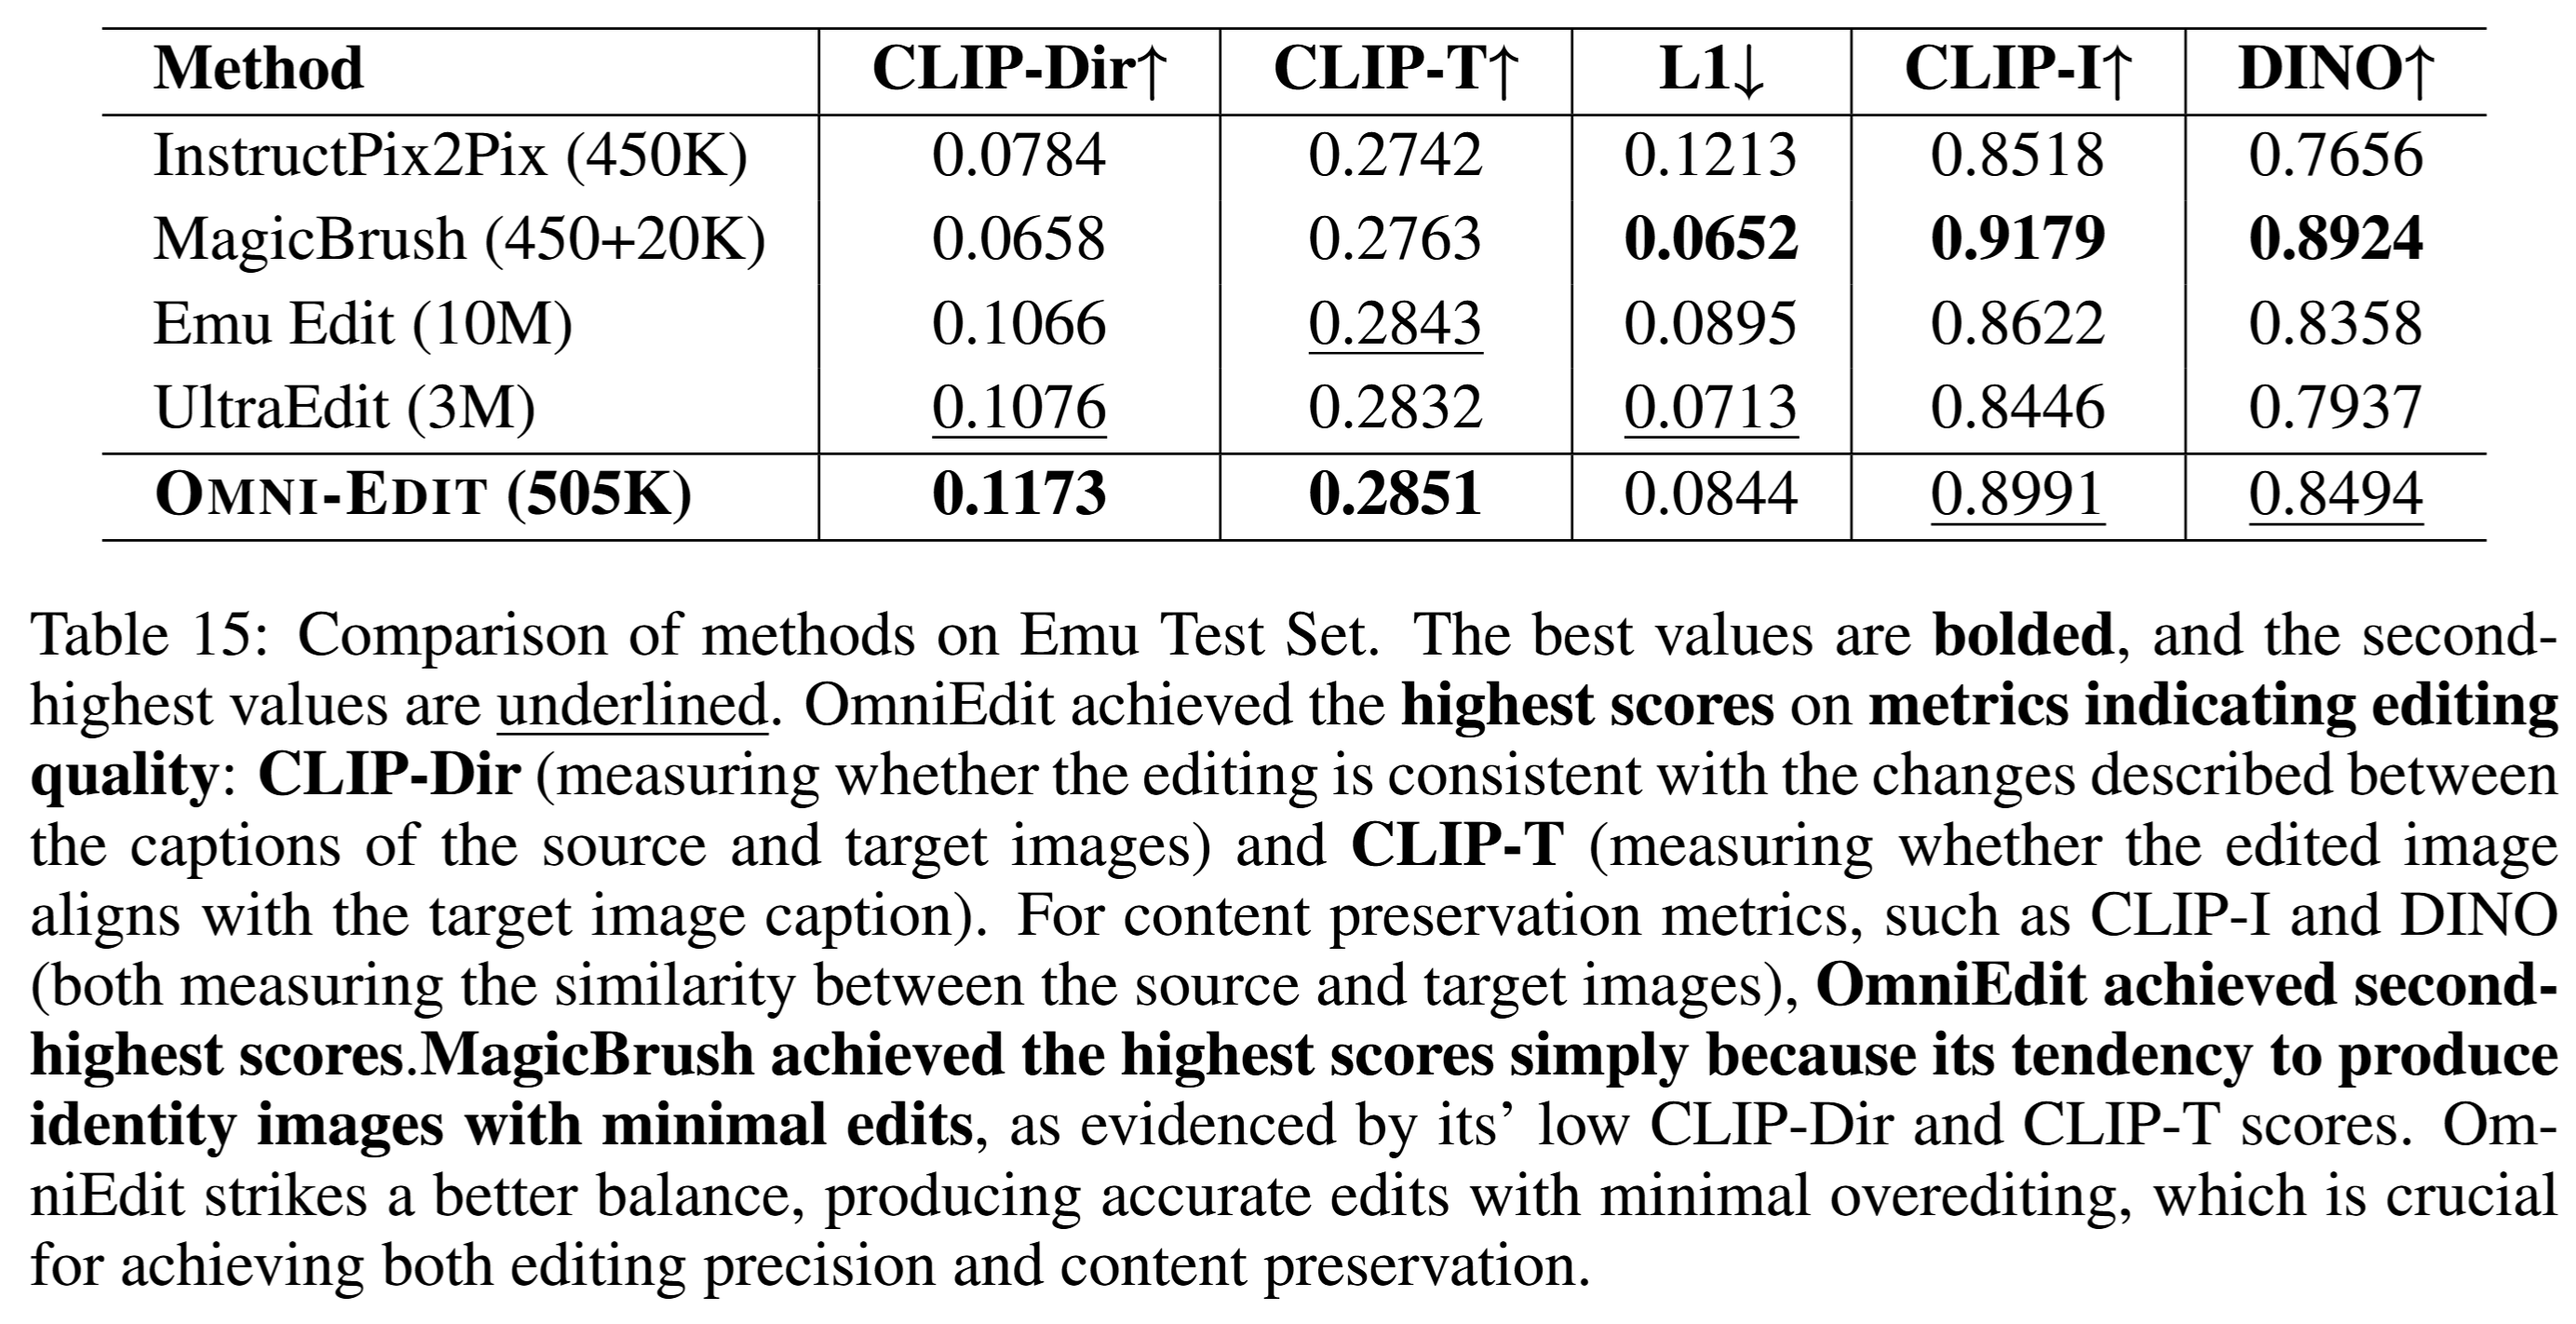 Method CLIP-Dir↑ CLIP-T↑ L1↓ CLIP-I↑ DINO↑
InstructPix2Pix (450K) 0.0784 0.2742 0.1213 0.8518 0.7656
MagicBrush (450+20K) 0.0658 0.2763 0.0652 0.9179 0.8924
Emu Edit (10M) 0.1066 0.2843 0.0895 0.8622 0.8358
UltraEdit (3M) 0.1076 0.2832 0.0713 0.8446 0.7937
OMNI-EDIT (505K) 0.1173 0.2851 0.0844 0.8991 0.8494
Table 15: Comparison of methods on Emu Test Set. The best values are bolded, and the second-
highest values are underlined. OmniEdit achieved the highest scores on metrics indicating editing
quality: CLIP-Dir (measuring whether the editing is consistent with the changes described between
the captions of the source and target images) and CLIP-T (measuring whether the edited image
aligns with the target image caption). For content preservation metrics, such as CLIP-I and DINO
(both measuring the similarity between the source and target images), OmniEdit achieved second-
highest scores.MagicBrush achieved the highest scores simply because its tendency to produce
identity images with minimal edits, as evidenced by its’ low CLIP-Dir and CLIP-T scores. Om-
niEdit strikes a better balance, producing accurate edits with minimal overediting, which is crucial
for achieving both editing precision and content preservation.